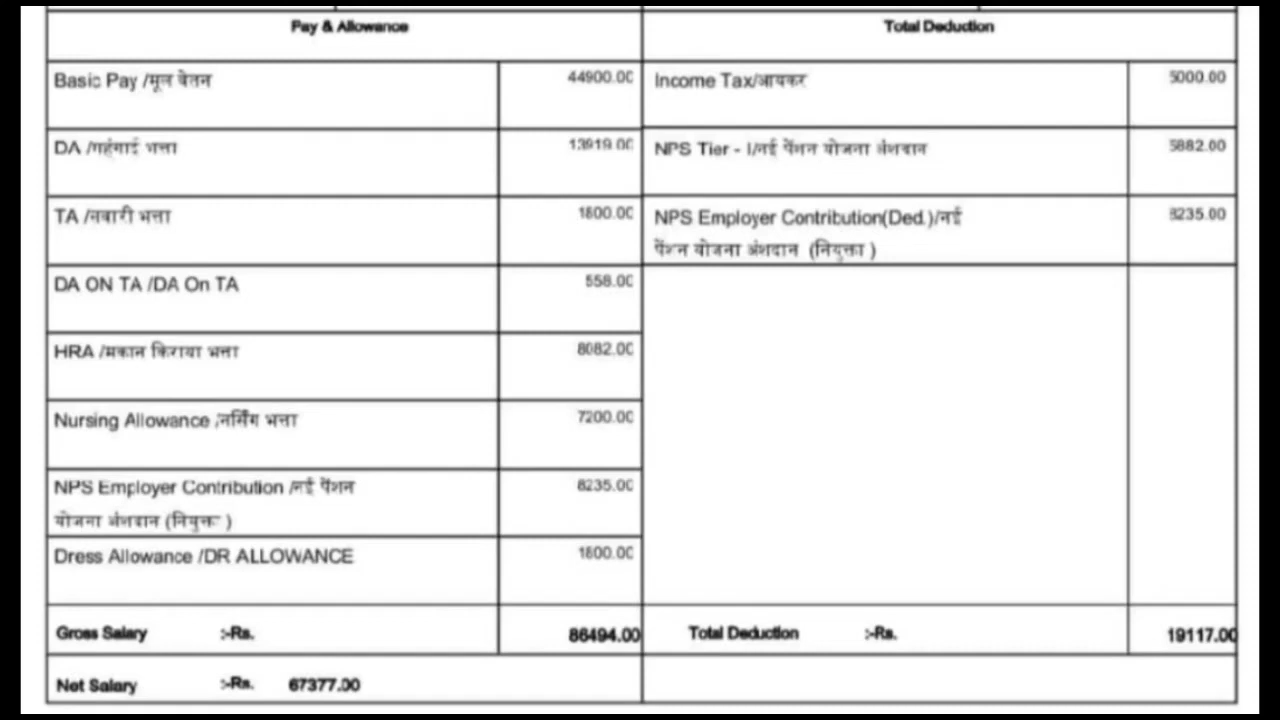 Pay & Allowance
Total Deduction
Basic Pay /मूल वेतन 44900.00 Income Tax/आयकर 5000.00
DA /महंगाई भत्ता 13919.00 NPS Tier - I/नई पेंशन योजना अंशदान 5882.00
TA /सवारी भत्ता 1800.00 NPS Employer Contribution(Ded.)/नई 8235.00
पेंशन योजना अंशदान (नियुक्ता )
DA ON TA /DA On TA 558.00
HRA /मकान किराया भत्ता 8082.00
Nursing Allowance /नर्सिंग भत्ता 7200.00
NPS Employer Contribution /नई पेंशन 8235.00
योजना अंशदान (नियुक्ता )
Dress Allowance /DR ALLOWANCE 1800.00
Gross Salary :-Rs. 86494.00 Total Deduction :-Rs. 19117.00
Net Salary :-Rs. 67377.00